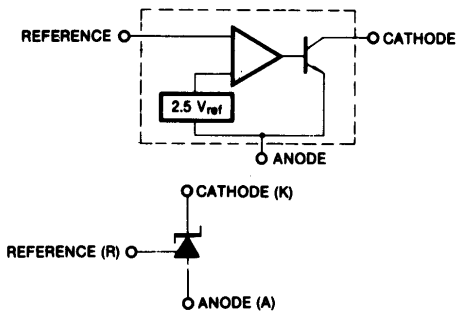 REFERENCE
CATHODE
2.5 Vref
ANODE
CATHODE (K)
REFERENCE (R)
ANODE (A)